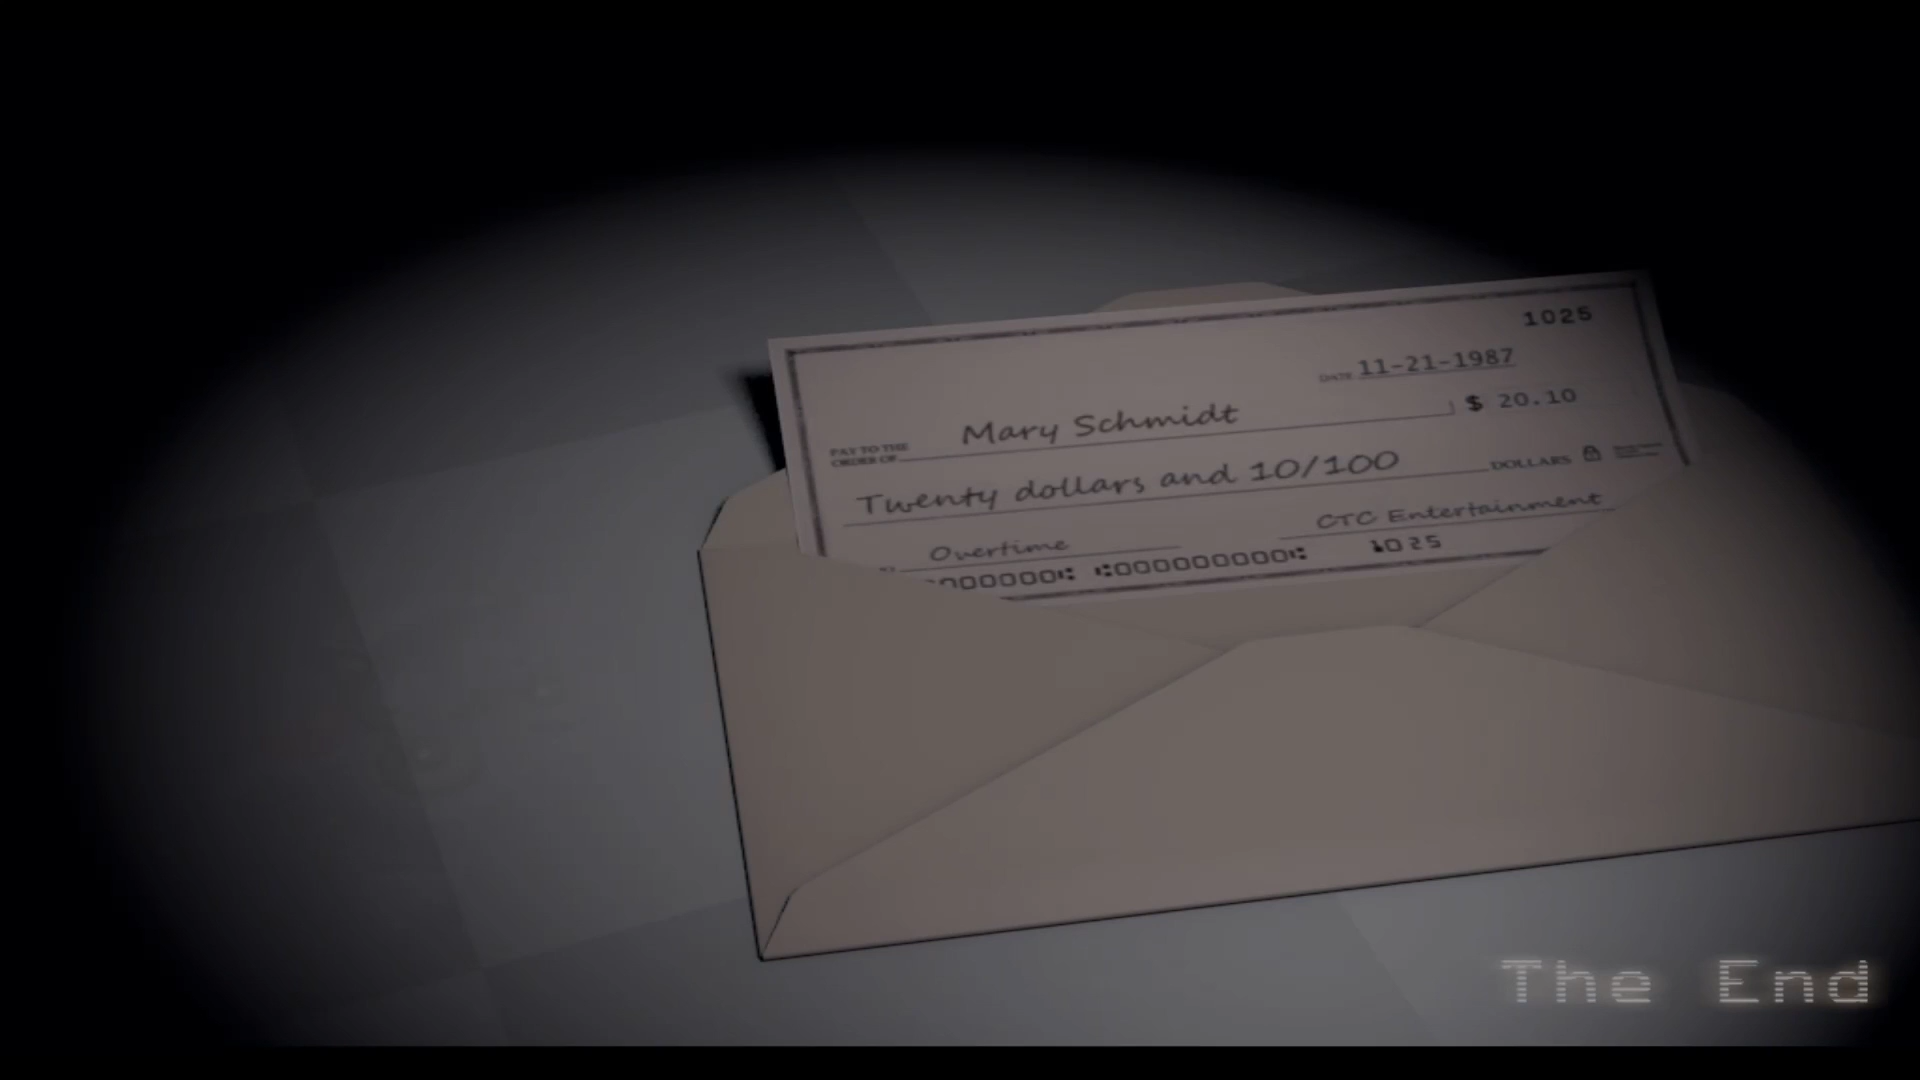 1025
DATE 11-21-1987
PAY TO THE
ORDER OF Mary Schmidt $ 20.10
Twenty dollars and 10/100 DOLLARS
Overtime CTC Entertainment
0000000⑆ ⑆0000000000⑆ 1025
The End